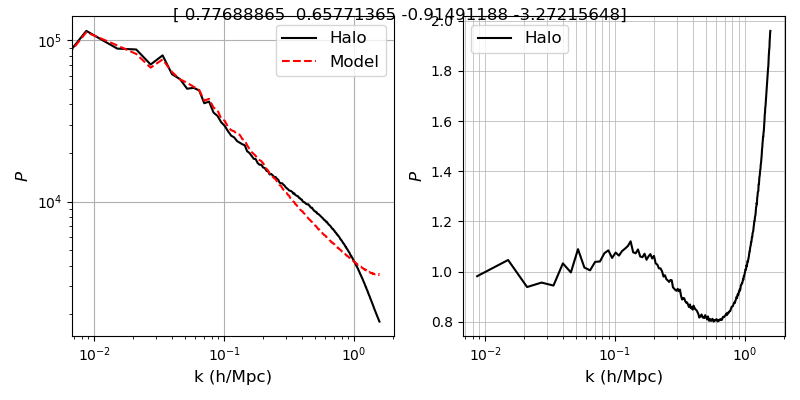 [ 0.77688865 0.65771365 -0.91491188 -3.27215648]
10^5
10^4
P
Halo
Model
10^-2
10^-1
10^0
k (h/Mpc)
2.0
1.8
1.6
1.4
1.2
1.0
0.8
P
Halo
10^-2
10^-1
10^0
k (h/Mpc)